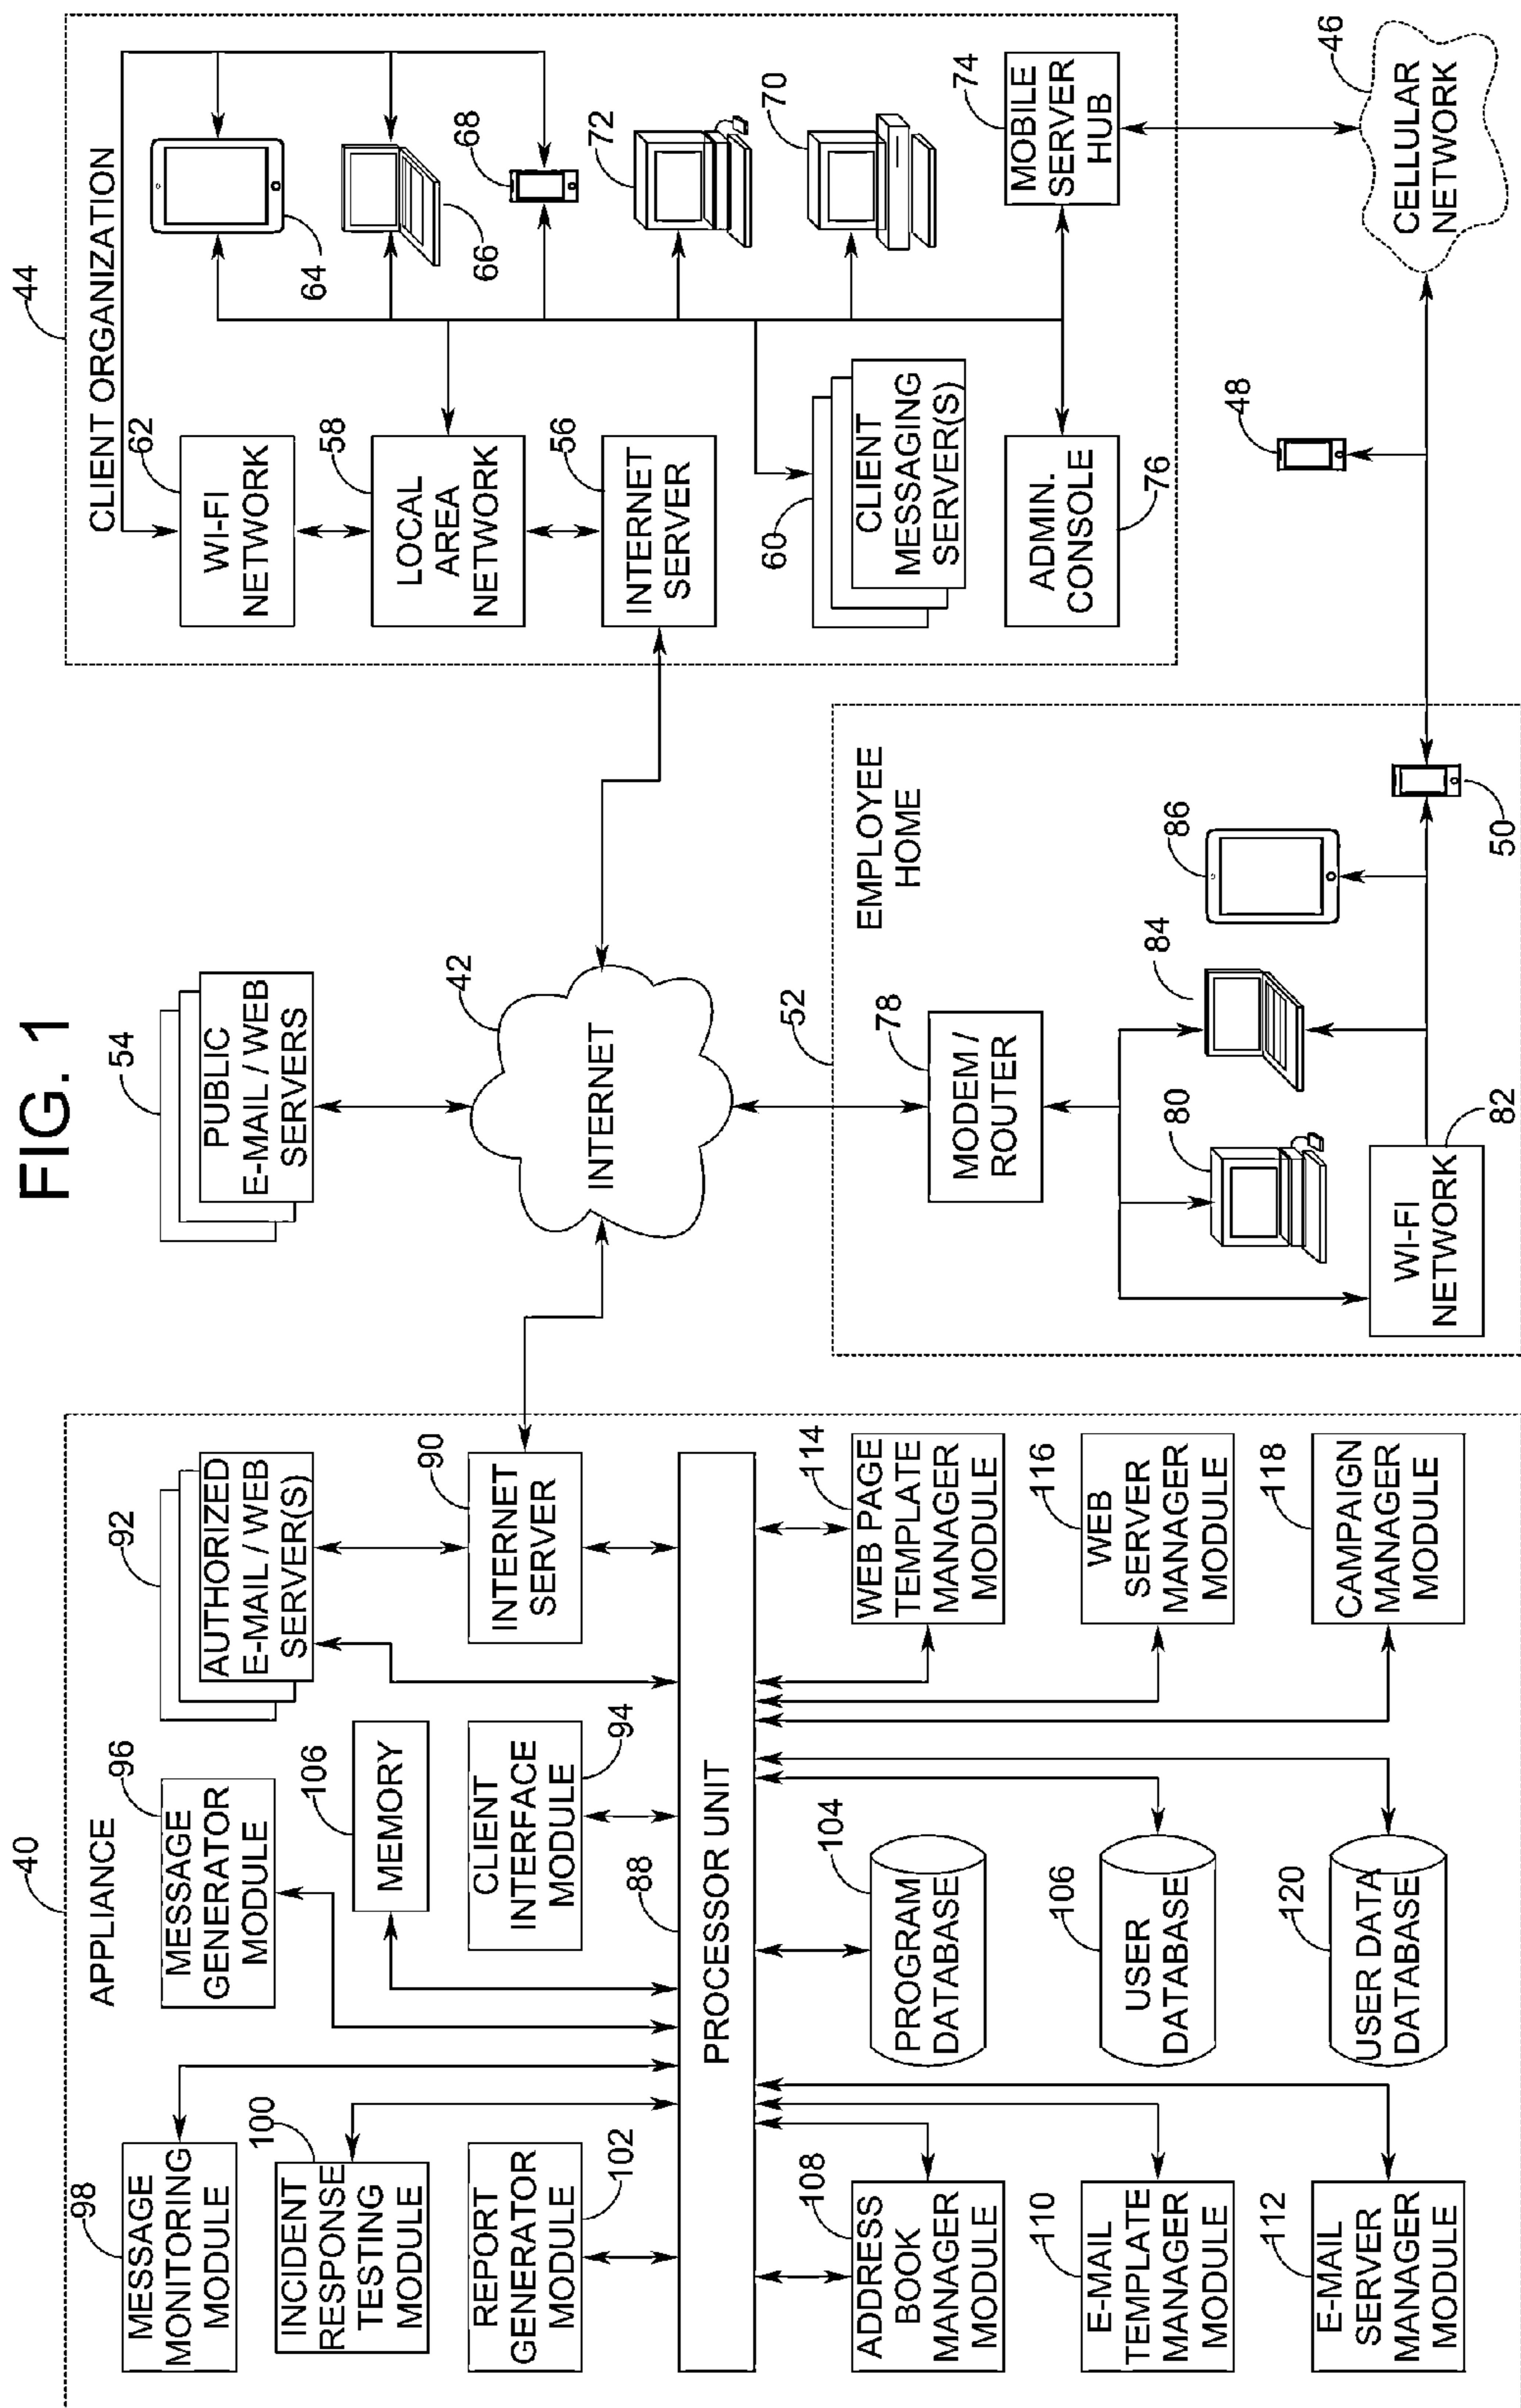 FIG. 1
40
APPLIANCE
98
MESSAGE
MONITORING
MODULE
100
INCIDENT
RESPONSE
TESTING
MODULE
REPORT
GENERATOR
MODULE
102
96
MESSAGE
GENERATOR
MODULE
106
MEMORY
CLIENT
INTERFACE
MODULE
94
92
AUTHORIZED
E-MAIL / WEB
SERVER(S)
90
INTERNET
SERVER
88
PROCESSOR UNIT
108
ADDRESS
BOOK
MANAGER
MODULE
110
E-MAIL
TEMPLATE
MANAGER
MODULE
112
E-MAIL
SERVER
MANAGER
MODULE
104
PROGRAM
DATABASE
106
USER
DATABASE
120
USER DATA
DATABASE
114
WEB PAGE
TEMPLATE
MANAGER
MODULE
116
WEB
SERVER
MANAGER
MODULE
118
CAMPAIGN
MANAGER
MODULE
54
PUBLIC
E-MAIL / WEB
SERVERS
42
INTERNET
52
EMPLOYEE
HOME
78
MODEM /
ROUTER
80
84
86
WI-FI
NETWORK
82
50
44
CLIENT ORGANIZATION
62
WI-FI
NETWORK
58
LOCAL
AREA
NETWORK
56
INTERNET
SERVER
60
CLIENT
MESSAGING
SERVER(S)
ADMIN.
CONSOLE
76
64
66
68
72
70
74
MOBILE
SERVER
HUB
48
46
CELLULAR
NETWORK